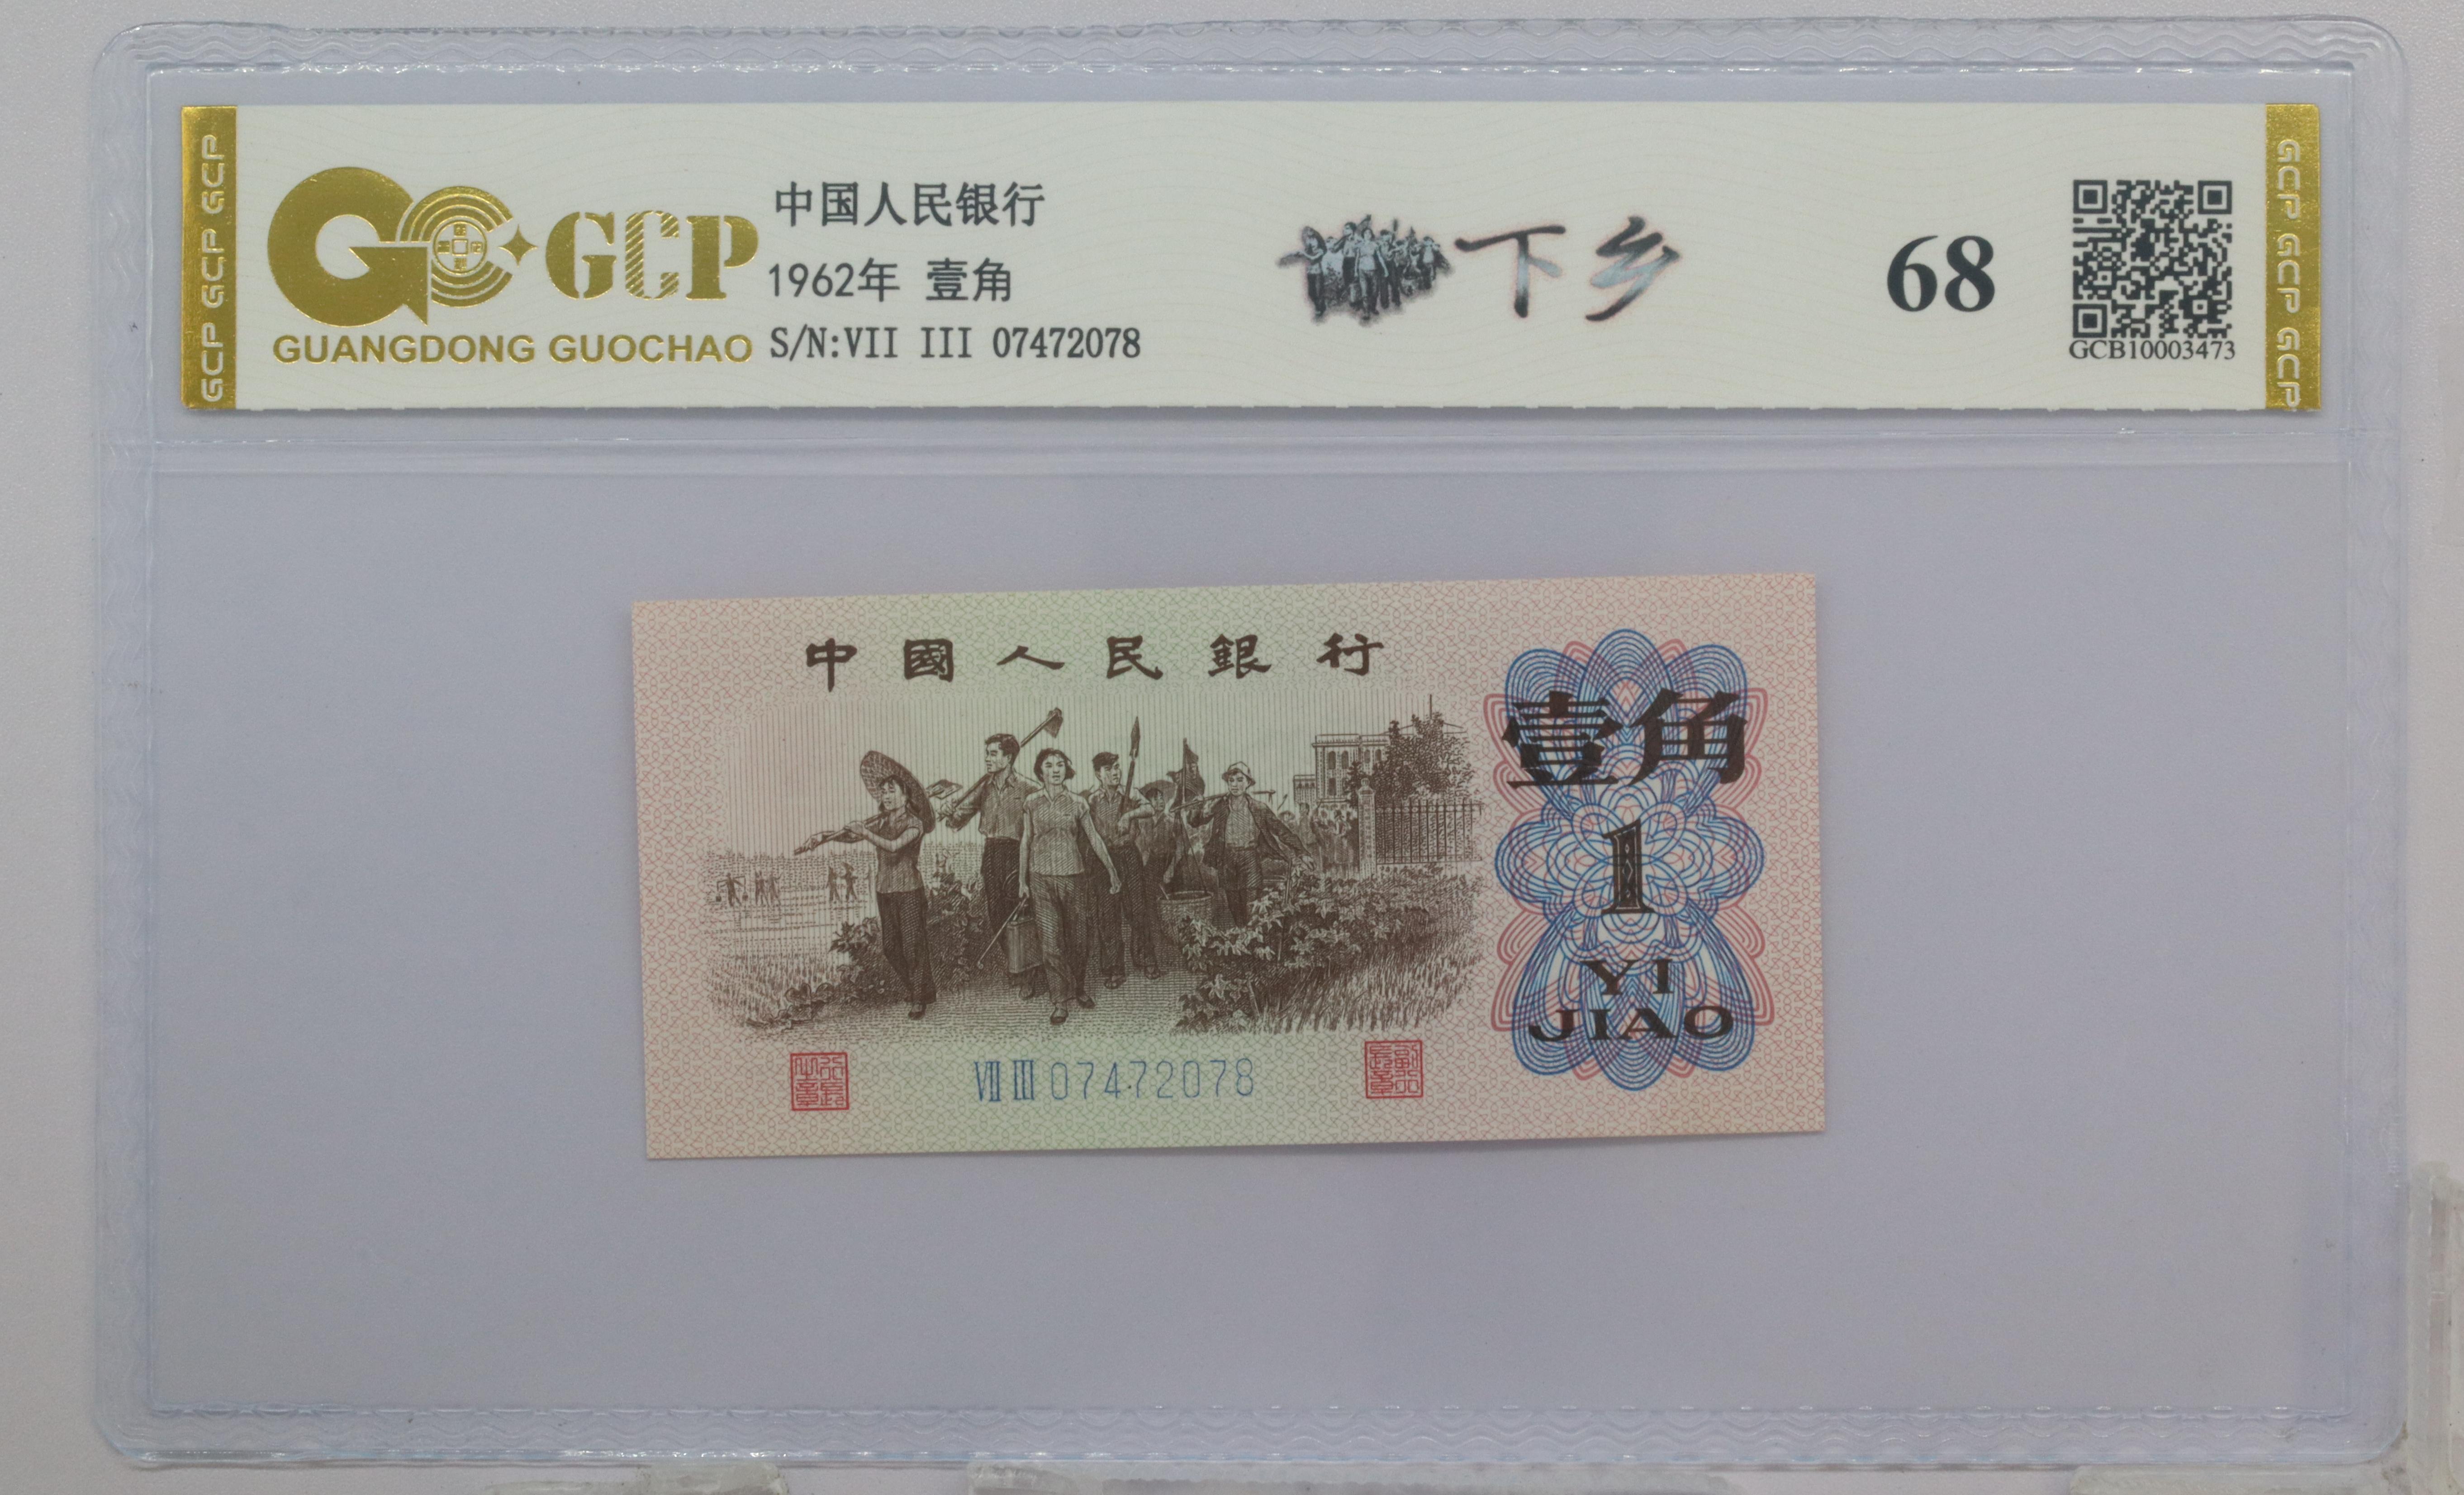 GCP GCP GCP
GCP
GUANGDONG GUOCHAO
中国人民银行
1962年 壹角
S/N:VII III 07472078
下乡
68
GCB10003473
GCP GCP GCP
中國人民銀行
壹角
1
YI
JIAO
VII III 07472078